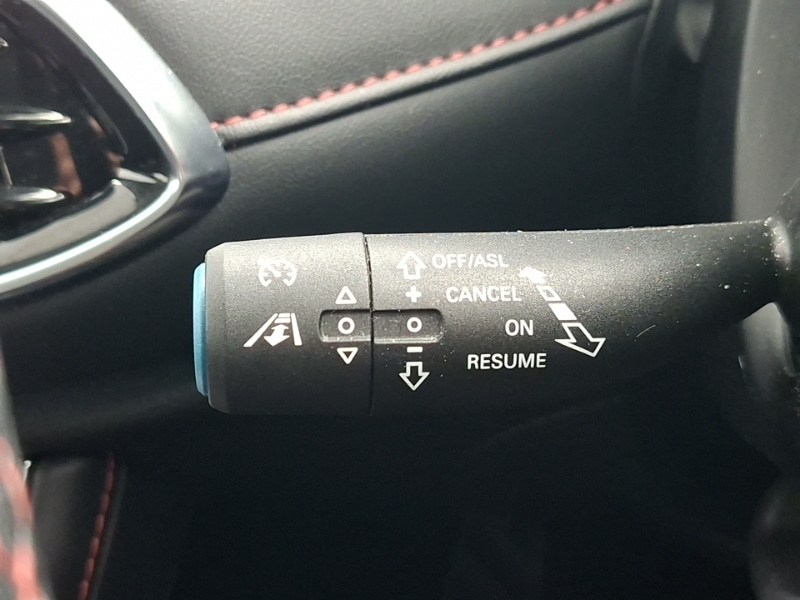 OFF/ASL
+ CANCEL
ON
– RESUME